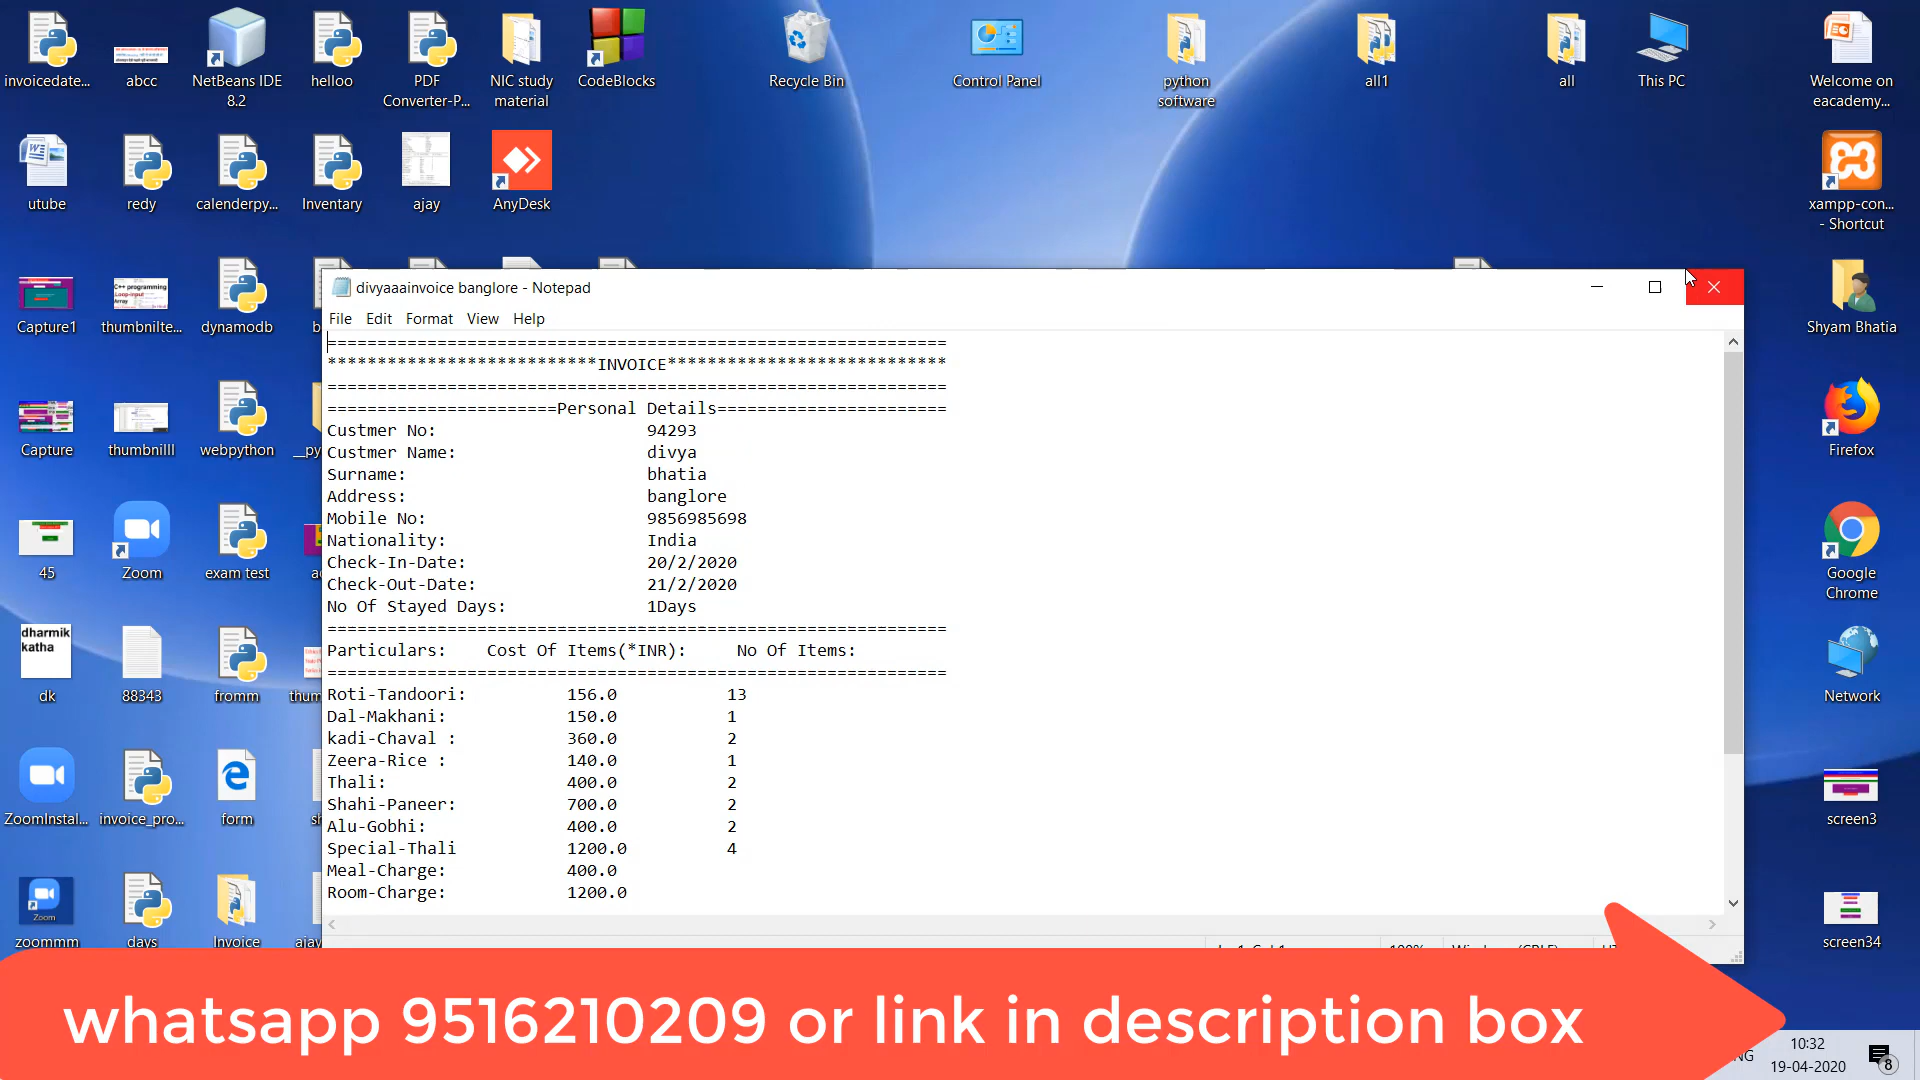 invoicedate...
abcc
NetBeans IDE
8.2
helloo
PDF
Converter-P...
NIC study
material
CodeBlocks
Recycle Bin
Control Panel
python
software
all1
all
This PC
Welcome on
eacademy...
utube
redy
calenderpy...
Inventary
ajay
AnyDesk
xampp-con...
- Shortcut
Capture1
thumbnilte...
dynamodb
Shyam Bhatia
Capture
thumbnilll
webpython
Firefox
45
Zoom
exam test
Google
Chrome
dharmik
katha
dk
88343
fromm
Network
ZoomInstal...
invoice_pro...
form
screen3
Zoom
zoommm
days
Invoice
screen34
divyaaainvoice banglore - Notepad
File Edit Format View Help
==============================================================
***************************INVOICE****************************
==============================================================
=======================Personal Details=======================
Custmer No: 94293
Custmer Name: divya
Surname: bhatia
Address: banglore
Mobile No: 9856985698
Nationality: India
Check-In-Date: 20/2/2020
Check-Out-Date: 21/2/2020
No Of Stayed Days: 1Days
==============================================================
Particulars: Cost Of Items(*INR): No Of Items:
==============================================================
Roti-Tandoori: 156.0 13
Dal-Makhani: 150.0 1
kadi-Chaval : 360.0 2
Zeera-Rice : 140.0 1
Thali: 400.0 2
Shahi-Paneer: 700.0 2
Alu-Gobhi: 400.0 2
Special-Thali 1200.0 4
Meal-Charge: 400.0
Room-Charge: 1200.0
whatsapp 9516210209 or link in description box
10:32
19-04-2020
8